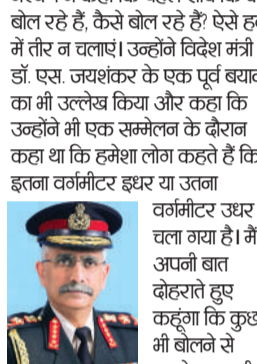 बोल रहे हैं, कैसे बोल रहे हैं? ऐसे
में तीर न चलाएं। उन्होंने विदेश मंत्री
डॉ. एस. जयशंकर के एक पूर्व
का भी उल्लेख किया और कहा कि
उन्होंने भी एक सम्मेलन के दौरान
कहा था कि हमेशा लोग कहते हैं कि
इतना वर्गमीटर इधर या उतना
वर्गमीटर उधर
चला गया है। मैं
अपनी बात
दोहराते हुए
कहूंगा कि
भी बोलने से